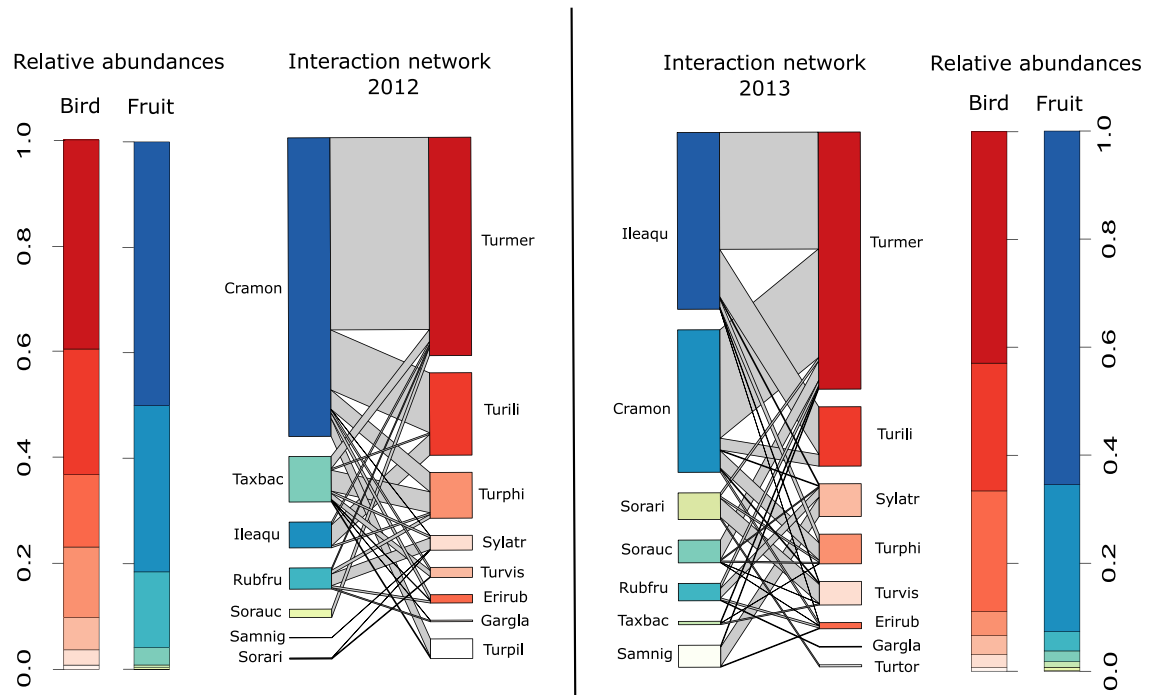 Relative abundances
Bird
Fruit
1.0
0.8
0.6
0.4
0.2
0.0
Interaction network
2012
Cramon
Taxbac
Ileaqu
Rubfru
Sorauc
Samnig
Sorari
Turmer
Turili
Turphi
Sylatr
Turvis
Erirub
Gargla
Turpil
Interaction network
2013
Ileaqu
Cramon
Sorari
Sorauc
Rubfru
Taxbac
Samnig
Turmer
Turili
Sylatr
Turphi
Turvis
Erirub
Gargla
Turtor
Relative abundances
Bird
Fruit
1.0
0.8
0.6
0.4
0.2
0.0